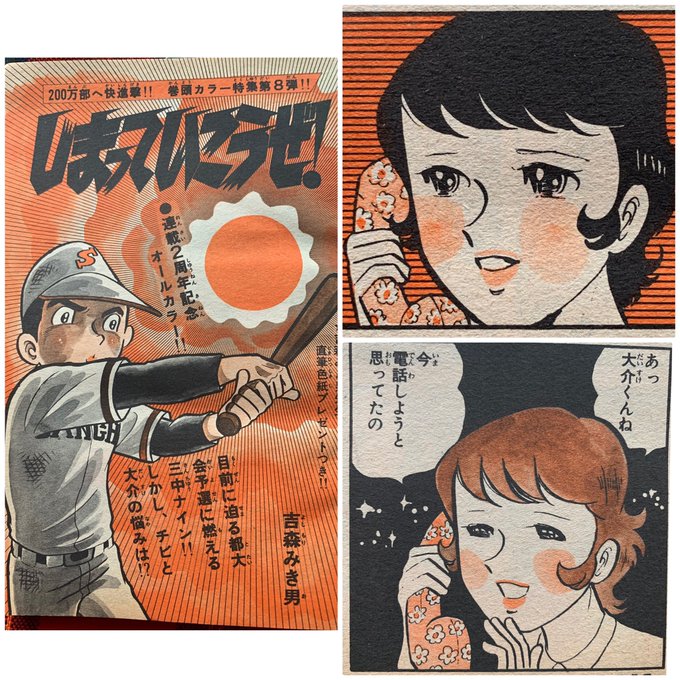 200万部へ快進撃!! 巻頭カラー特集第8弾!!
しまっていこうぜ!
●連載2周年記念、
オールカラー!!
直筆色紙プレゼントつき!!
S
ANCH
吉森みき男
目前に迫る都大
会予選に燃える
三中ナイン!!
しかし、チビと
大介の悩みは!?
あっ
大介くんね
今
電話しようと
思ってたの